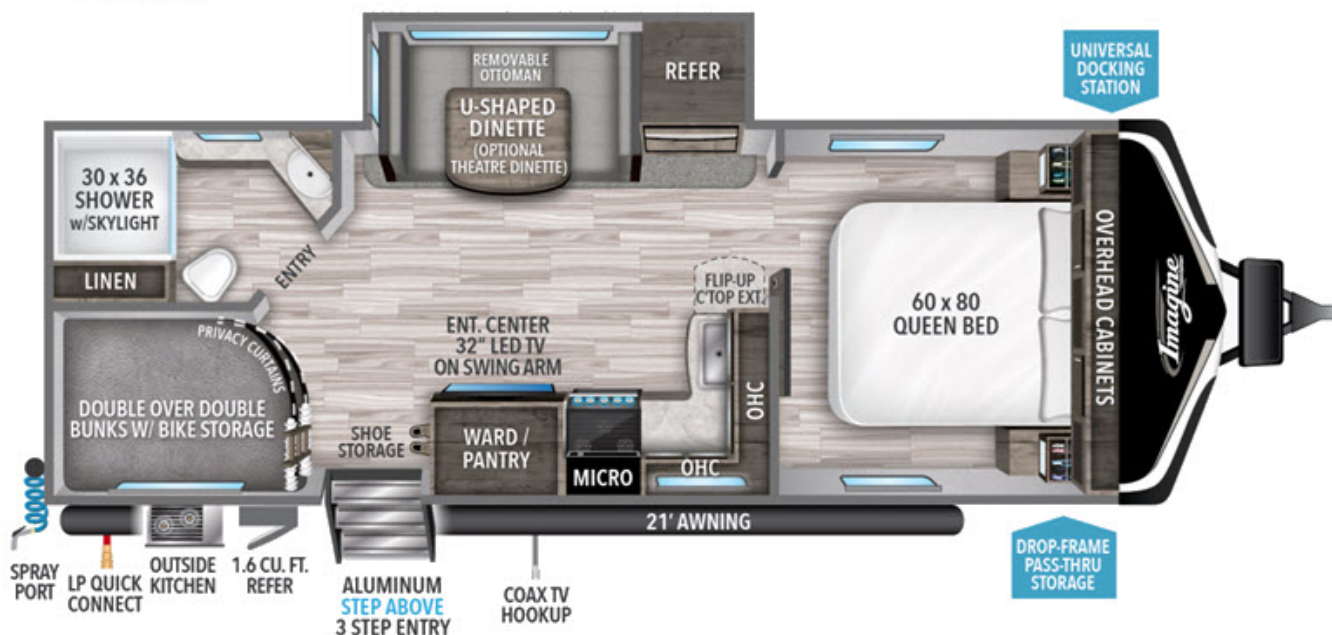 REMOVABLE
OTTOMAN
U-SHAPED
DINETTE
(OPTIONAL
THEATRE DINETTE)
REFER
UNIVERSAL
DOCKING
STATION
30 x 36
SHOWER
w/SKYLIGHT
LINEN
ENTRY
PRIVACY CURTAINS
DOUBLE OVER DOUBLE
BUNKS W/ BIKE STORAGE
ENT. CENTER
32" LED TV
ON SWING ARM
FLIP-UP
C'TOP EXT.
60 x 80
QUEEN BED
OVERHEAD CABINETS
Imagine
SHOE
STORAGE
WARD /
PANTRY
MICRO
OHC
OHC
21' AWNING
SPRAY
PORT
LP QUICK
CONNECT
OUTSIDE
KITCHEN
1.6 CU. FT.
REFER
ALUMINUM
STEP ABOVE
3 STEP ENTRY
COAX TV
HOOKUP
DROP-FRAME
PASS-THRU
STORAGE